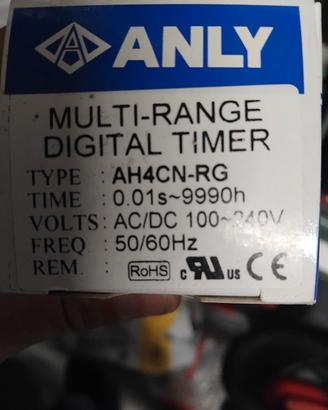 ANLY
MULTI-RANGE
DIGITAL TIMER
TYPE : AH4CN-RG
TIME : 0.01s~9990h
VOLTS: AC/DC 100~240V
FREQ : 50/60Hz
REM. : RoHS c RU US CE